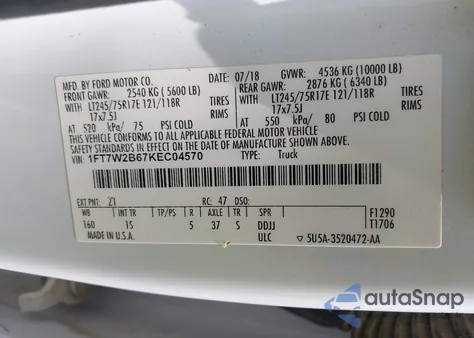 MFD. BY FORD MOTOR CO.
DATE: 07/18 GVWR: 4536 KG (10000 LB)
FRONT GAWR: 2540 KG ( 5600 LB) REAR GAWR: 2876 KG ( 6340 LB)
WITH LT245/75R17E 121/118R TIRES WITH LT245/75R17E 121/118R TIRES
17x7.5J RIMS 17x7.5J RIMS
AT 520 kPa/ 75 PSI COLD AT 550 kPa/ 80 PSI COLD
THIS VEHICLE CONFORMS TO ALL APPLICABLE FEDERAL MOTOR VEHICLE
SAFETY STANDARDS IN EFFECT ON THE DATE OF MANUFACTURE SHOWN ABOVE.
VIN: 1FT7W2B67KEC04570 TYPE: Truck
EXT PNT: Z1 RC: 47 DSO: F1290
WB INT TR TP/PS R AXLE TR SPR T1706
160 1S 5 37 S DDJJ
MADE IN U.S.A. ULC ▽ 5U5A-3520472-AA
autoSnap